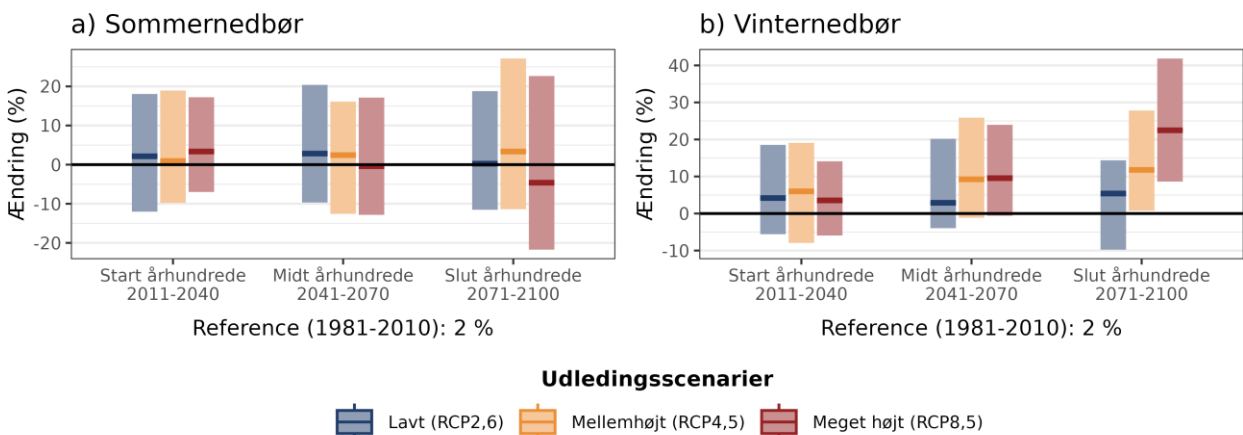 a) Sommernedbør
Ændring (%)
20
10
0
-10
-20
Start århundrede
2011-2040
Midt århundrede
2041-2070
Slut århundrede
2071-2100
Reference (1981-2010): 2 %
b) Vinternedbør
Ændring (%)
40
30
20
10
0
-10
Start århundrede
2011-2040
Midt århundrede
2041-2070
Slut århundrede
2071-2100
Reference (1981-2010): 2 %
Udledingsscenarier
Lavt (RCP2,6)
Mellemhøjt (RCP4,5)
Meget højt (RCP8,5)